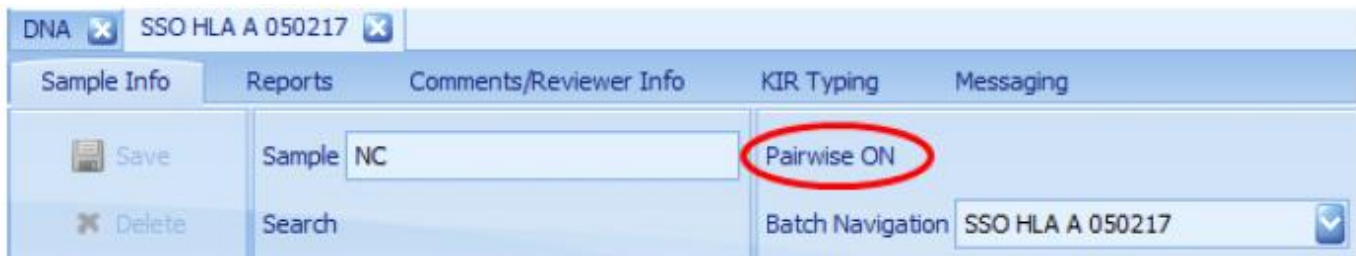 DNA SSO HLA A 050217
Sample Info Reports Comments/Reviewer Info KIR Typing Messaging
Save Sample NC Pairwise ON
Delete Search Batch Navigation SSO HLA A 050217